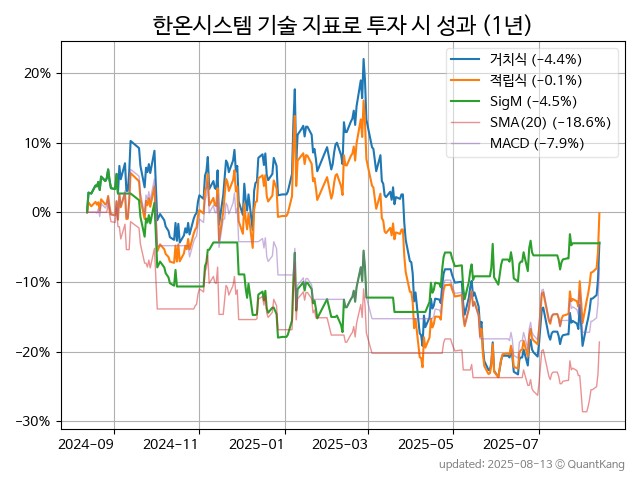 한온시스템 기술 지표로 투자 시 성과 (1년)
거치식 (−4.4%)
적립식 (−0.1%)
SigM (−4.5%)
SMA(20) (−18.6%)
MACD (−7.9%)
20%
10%
0%
−10%
−20%
−30%
2024-09 2024-11 2025-01 2025-03 2025-05 2025-07
updated: 2025-08-13 ⓒ QuantKang